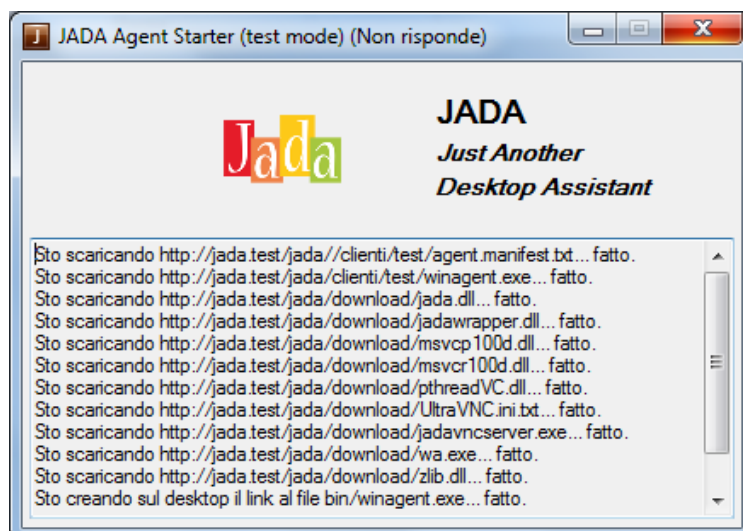 J JADA Agent Starter (test mode) (Non risponde)
Jada
JADA
Just Another
Desktop Assistant
Sto scaricando http://jada.test/jada//clienti/test/agent.manifest.txt... fatto.
Sto scaricando http://jada.test/jada/clienti/test/winagent.exe... fatto.
Sto scaricando http://jada.test/jada/download/jada.dll... fatto.
Sto scaricando http://jada.test/jada/download/jadawrapper.dll... fatto.
Sto scaricando http://jada.test/jada/download/msvcp100d.dll... fatto.
Sto scaricando http://jada.test/jada/download/msvcr100d.dll... fatto.
Sto scaricando http://jada.test/jada/download/pthreadVC.dll... fatto.
Sto scaricando http://jada.test/jada/download/UltraVNC.ini.txt... fatto.
Sto scaricando http://jada.test/jada/download/jadavncserver.exe... fatto.
Sto scaricando http://jada.test/jada/download/wa.exe... fatto.
Sto scaricando http://jada.test/jada/download/zlib.dll... fatto.
Sto creando sul desktop il link al file bin/winagent.exe... fatto.